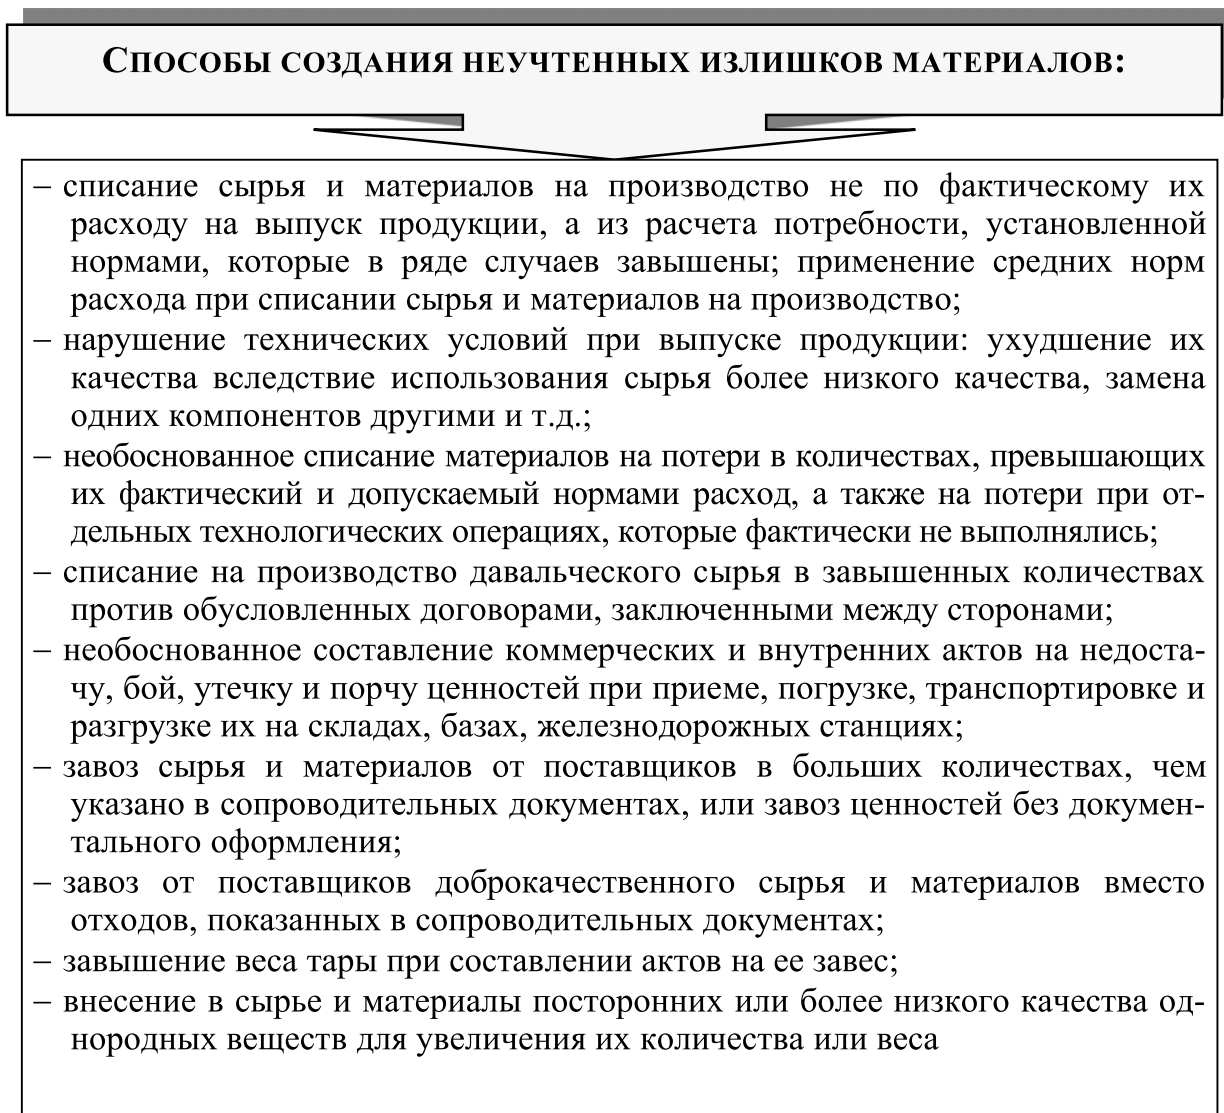 СПОСОБЫ СОЗДАНИЯ НЕУЧТЕННЫХ ИЗЛИШКОВ МАТЕРИАЛОВ:
– списание сырья и материалов на производство не по фактическому их
расходу на выпуск продукции, а из расчета потребности, установленной
нормами, которые в ряде случаев завышены; применение средних норм
расхода при списании сырья и материалов на производство;
– нарушение технических условий при выпуске продукции: ухудшение их
качества вследствие использования сырья более низкого качества, замена
одних компонентов другими и т.д.;
– необоснованное списание материалов на потери в количествах, превышающих
их фактический и допускаемый нормами расход, а также на потери при от-
дельных технологических операциях, которые фактически не выполнялись;
– списание на производство давальческого сырья в завышенных количествах
против обусловленных договорами, заключенными между сторонами;
– необоснованное составление коммерческих и внутренних актов на недоста-
чу, бой, утечку и порчу ценностей при приеме, погрузке, транспортировке и
разгрузке их на складах, базах, железнодорожных станциях;
– завоз сырья и материалов от поставщиков в больших количествах, чем
указано в сопроводительных документах, или завоз ценностей без докумен-
тального оформления;
– завоз от поставщиков доброкачественного сырья и материалов вместо
отходов, показанных в сопроводительных документах;
– завышение веса тары при составлении актов на ее завес;
– внесение в сырье и материалы посторонних или более низкого качества од-
нородных веществ для увеличения их количества или веса